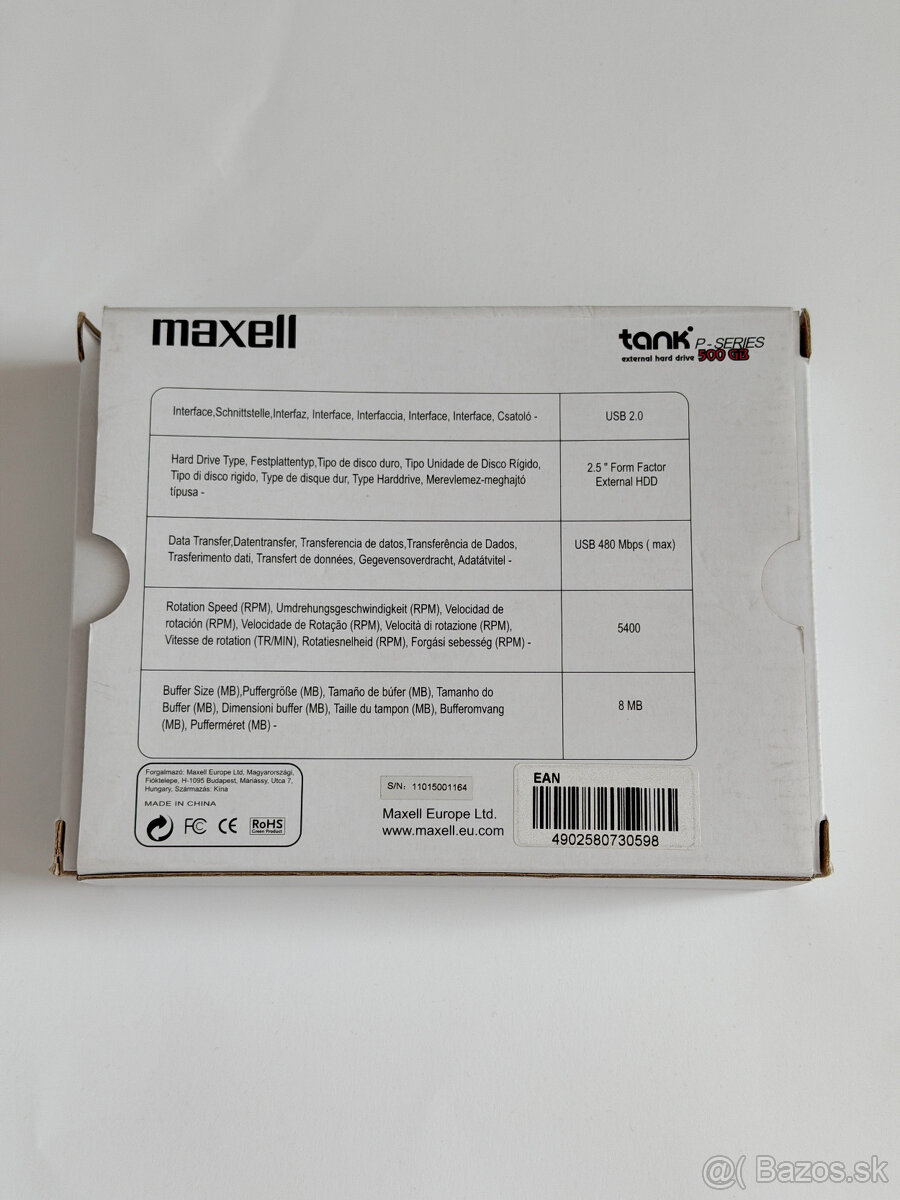 maxell
tank P-SERIES
external hard drive 500 GB
Interface,Schnittstelle,Interfaz, Interface, Interfaccia, Interface, Interface, Csatoló -
USB 2.0
Hard Drive Type, Festplattentyp,Tipo de disco duro, Tipo Unidade de Disco Rígido,
Tipo di disco rigido, Type de disque dur, Type Harddrive, Merevlemez-meghajtó
típusa -
2.5 " Form Factor
External HDD
Data Transfer,Datentransfer, Transferencia de datos,Transferência de Dados,
Trasferimento dati, Transfert de données, Gegevensoverdracht, Adatátvitel -
USB 480 Mbps ( max)
Rotation Speed (RPM), Umdrehungsgeschwindigkeit (RPM), Velocidad de
rotación (RPM), Velocidade de Rotação (RPM), Velocità di rotazione (RPM),
Vitesse de rotation (TR/MIN), Rotatiesnelheid (RPM), Forgási sebesség (RPM) -
5400
Buffer Size (MB),Puffergröße (MB), Tamaño de búfer (MB), Tamanho do
Buffer (MB), Dimensioni buffer (MB), Taille du tampon (MB), Bufferomvang
(MB), Pufferméret (MB) -
8 MB
Forgalmazó: Maxell Europe Ltd, Magyarországi,
Fióktelepe, H-1095 Budapest, Máriássy, Utca 7,
Hungary, Származás: Kína
MADE IN CHINA
FC CE RoHS
Green Product
S/N: 11015001164
Maxell Europe Ltd.
www.maxell.eu.com
EAN
4902580730598
@( Bazos.sk